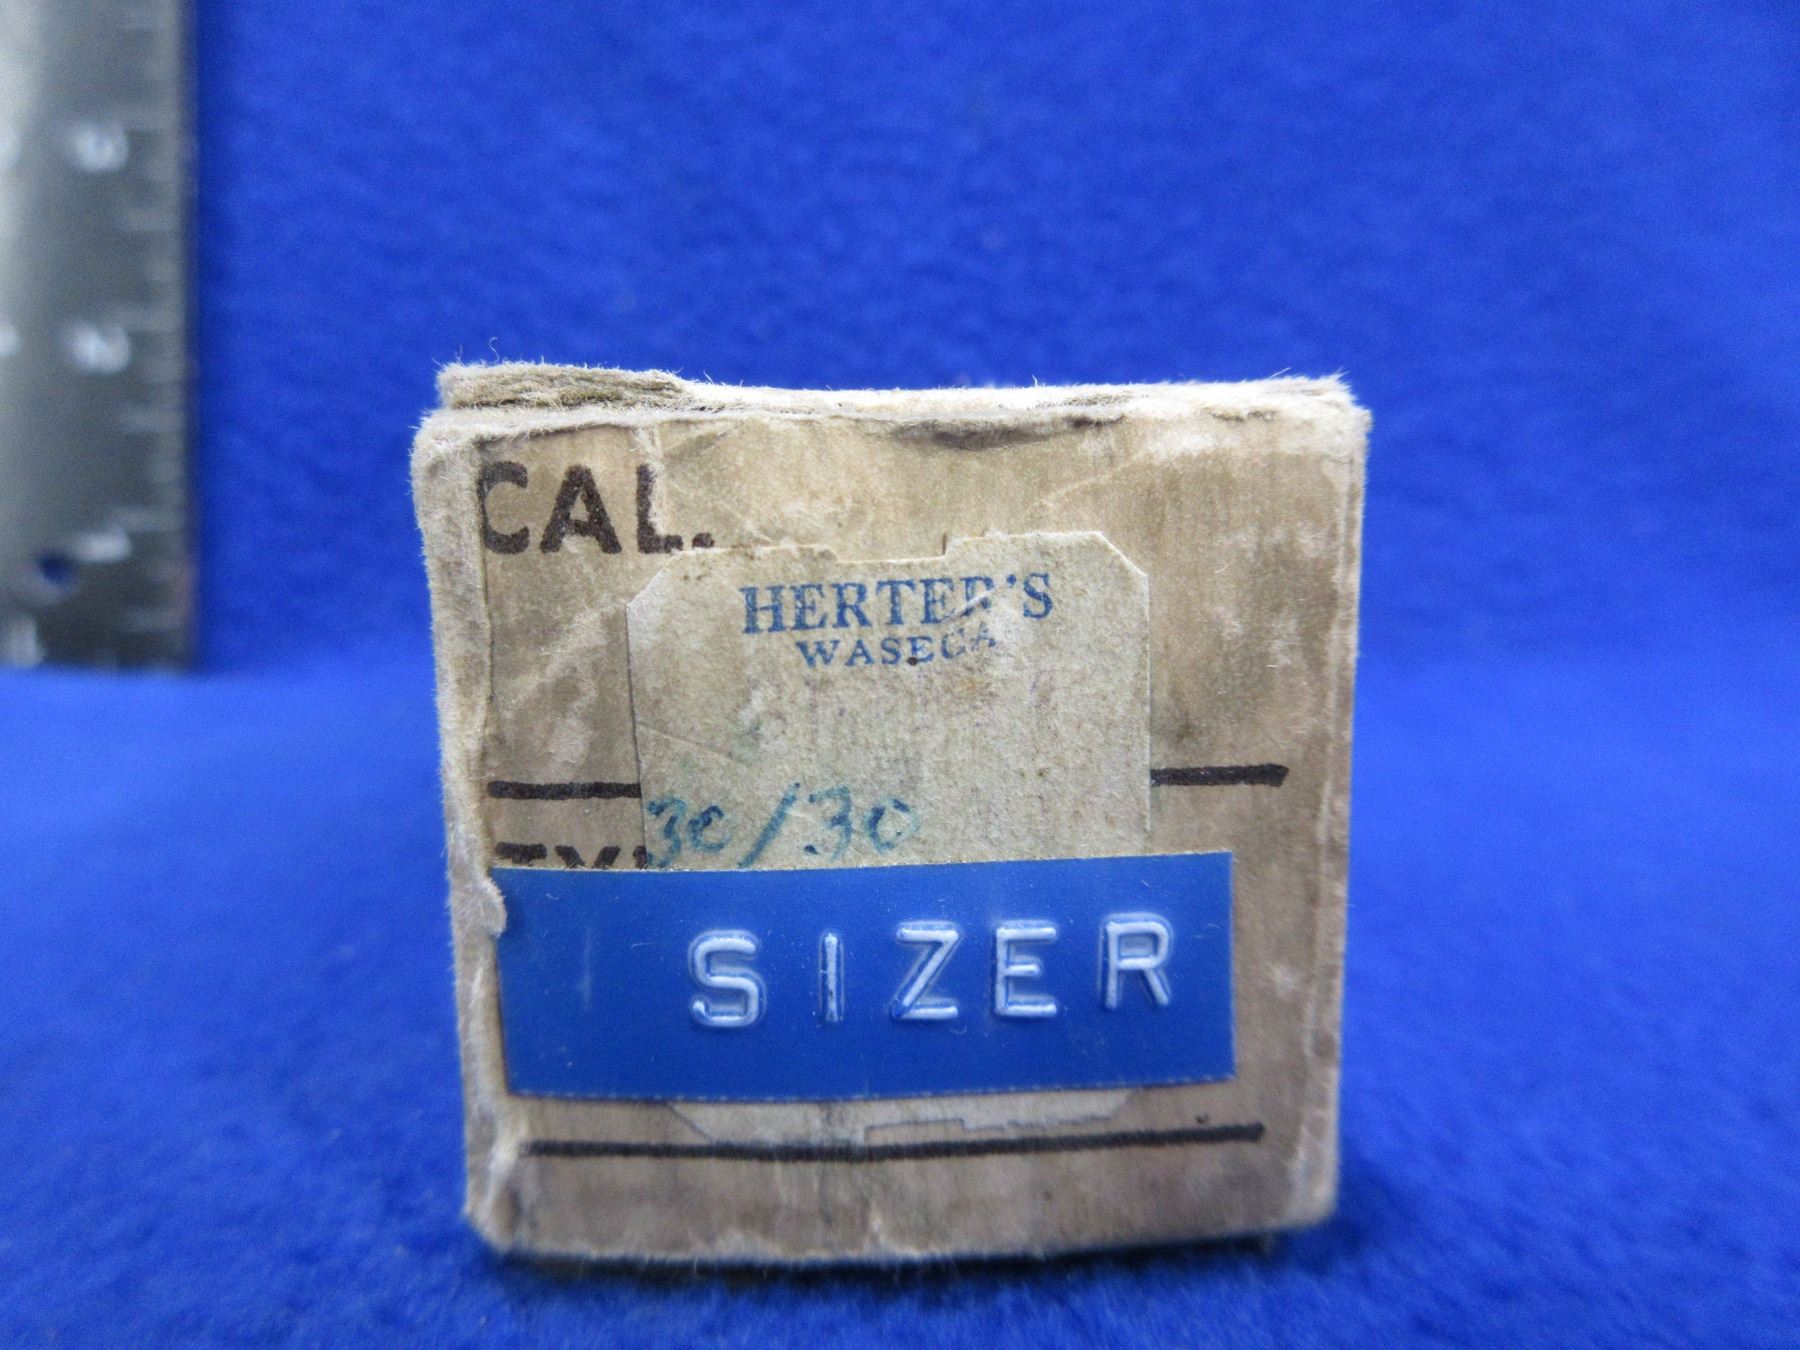 CAL.
HERTER'S
WASECA
30/30
SIZER